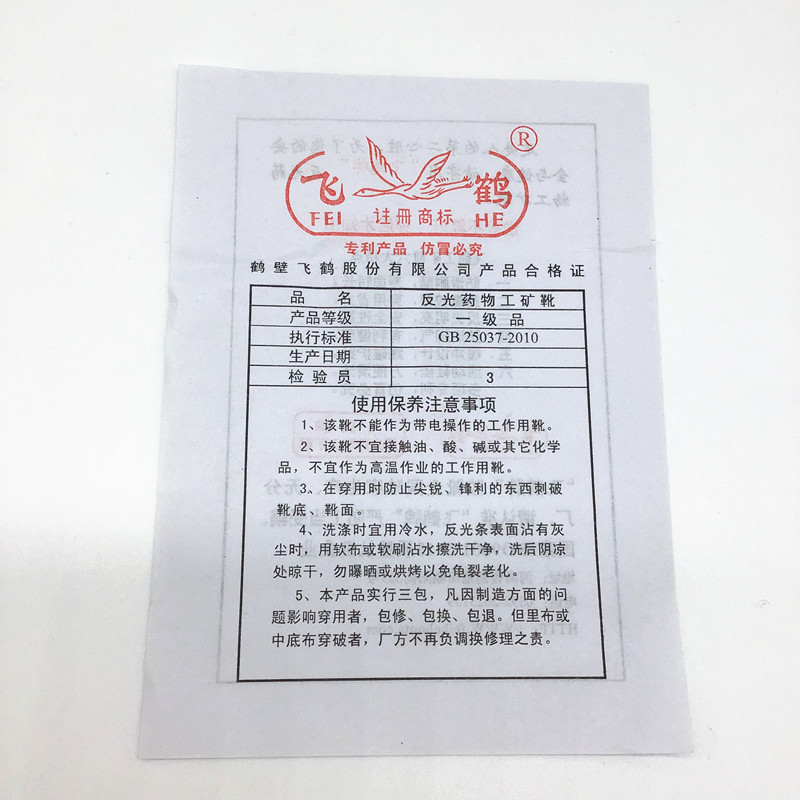 ®
飞 鹤
FEI 注册商标 HE
专利产品 仿冒必究
鹤壁飞鹤股份有限公司产品合格证
品 名 反光药物工矿靴
产品等级 一级品
执行标准 GB 25037-2010
生产日期
检验员 3
使用保养注意事项
1、该靴不能作为带电操作的工作用靴。
2、该靴不宜接触油、酸、碱或其它化学
品，不宜作为高温作业的工作用靴。
3、在穿用时防止尖锐、锋利的东西刺破
靴底、靴面。
4、洗涤时宜用冷水，反光条表面沾有灰
尘时，用软布或软刷沾水擦洗干净，洗后阴凉
处晾干，勿曝晒或烘烤以免龟裂老化。
5、本产品实行三包，凡因制造方面的问
题影响穿用者，包修、包换、包退。但里布或
中底布穿破者，厂方不再负调换修理之责。